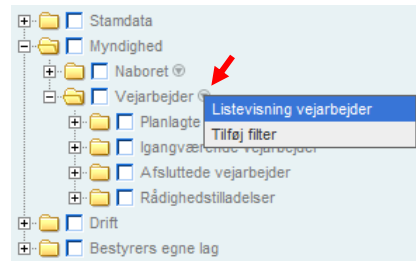 Stamdata
Myndighed
Naboret
Vejarbejder
Listevisning vejarbejder
Planlagte
Tilføj filter
Igangværende vejarbejder
Afsluttede vejarbejder
Rådighedstilladelser
Drift
Bestyrers egne lag